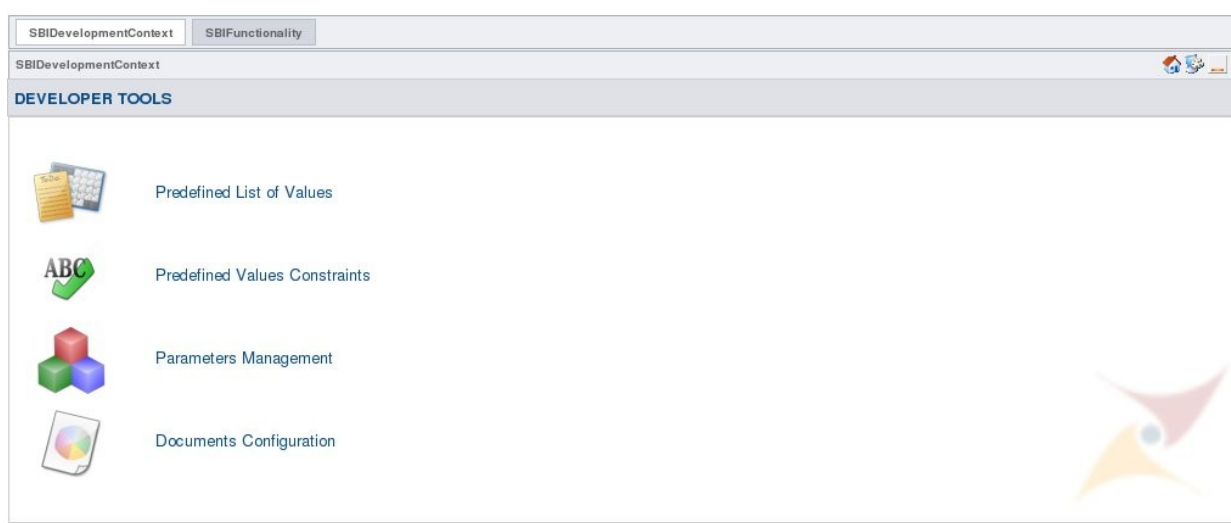 SBIDevelopmentContext SBIFunctionality
SBIDevelopmentContext
DEVELOPER TOOLS
Predefined List of Values
ABC
Predefined Values Constraints
Parameters Management
Documents Configuration